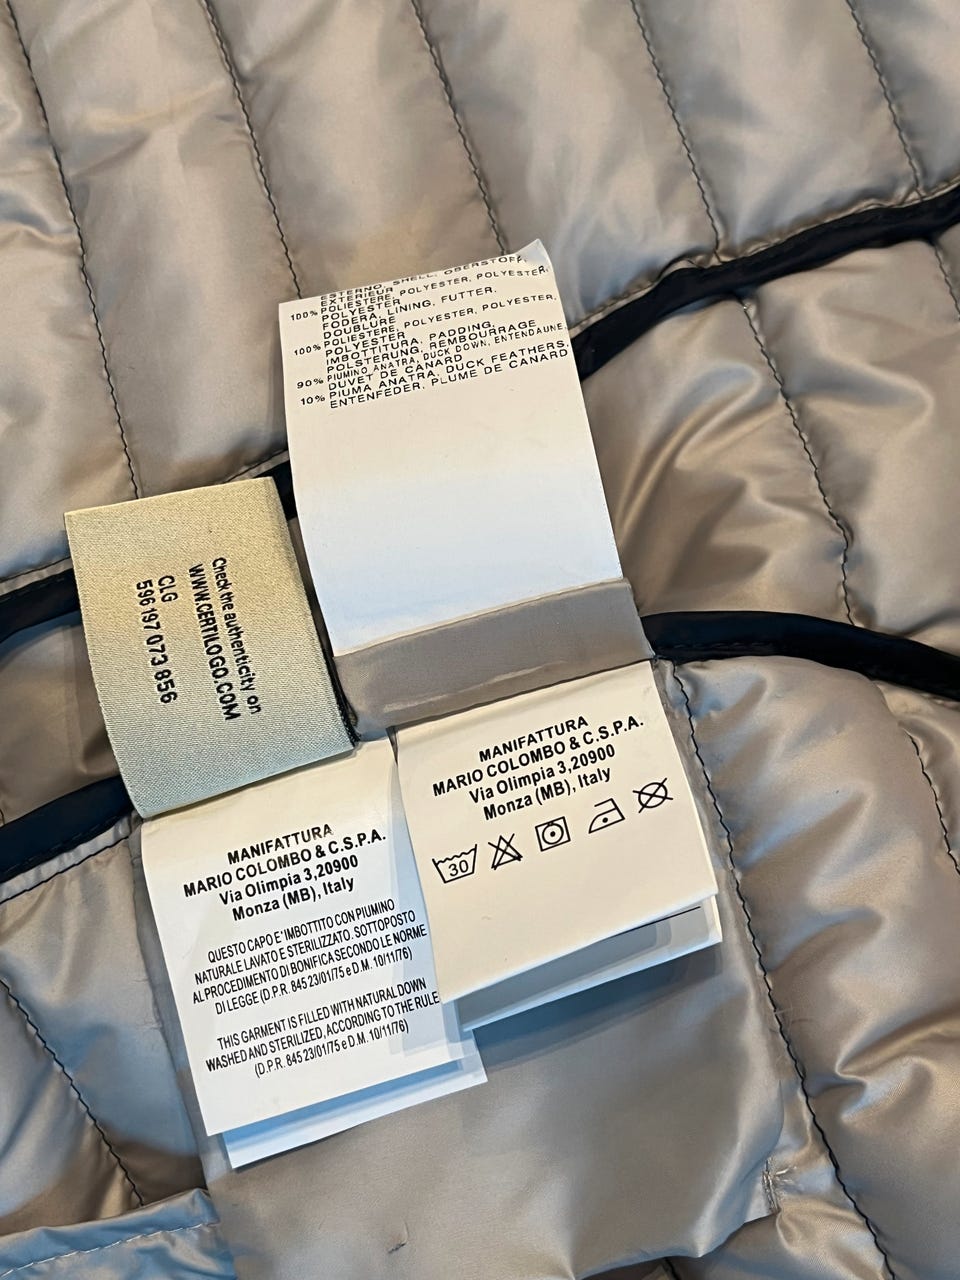 ESTERNO, SHELL, OBERSTOFF,
EXTERIEUR
100% POLIESTERE, POLYESTER, POLYESTER,
POLYESTER
FODERA, LINING, FUTTER,
DOUBLURE
100% POLIESTERE, POLYESTER, POLYESTER,
POLYESTER
IMBOTTITURA, PADDING,
POLSTERUNG, REMBOURRAGE
90% PIUMINO ANATRA, DUCK DOWN, ENTENDAUNE,
DUVET DE CANARD
10% PIUMA ANATRA, DUCK FEATHERS,
ENTENFEDER, PLUME DE CANARD
Check the authenticity on
WWW.CERTILOGO.COM
CLG
596 197 073 856
MANIFATTURA
MARIO COLOMBO & C.S.P.A.
Via Olimpia 3,20900
Monza (MB), Italy
30
MANIFATTURA
MARIO COLOMBO & C.S.P.A.
Via Olimpia 3,20900
Monza (MB), Italy
QUESTO CAPO E' IMBOTTITO CON PIUMINO
NATURALE LAVATO E STERILIZZATO. SOTTOPOSTO
AL PROCEDIMENTO DI BONIFICA SECONDO LE NORME
DI LEGGE (D.P.R. 845 23/01/75 e D.M. 10/11/76)
THIS GARMENT IS FILLED WITH NATURAL DOWN
WASHED AND STERILIZED, ACCORDING TO THE RULE
(D.P.R. 845 23/01/75 e D.M. 10/11/76)